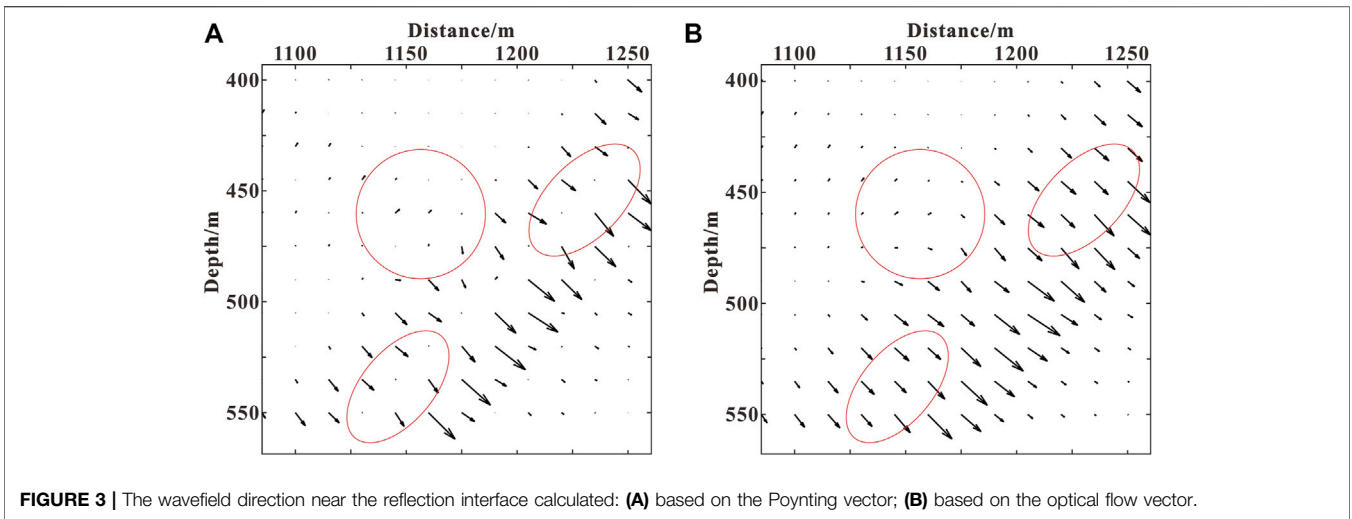 A
Distance/m
1100 1150 1200 1250
Depth/m
400
450
500
550
B
Distance/m
1100 1150 1200 1250
Depth/m
400
450
500
550
FIGURE 3 | The wavefield direction near the reflection interface calculated: (A) based on the Poynting vector; (B) based on the optical flow vector.